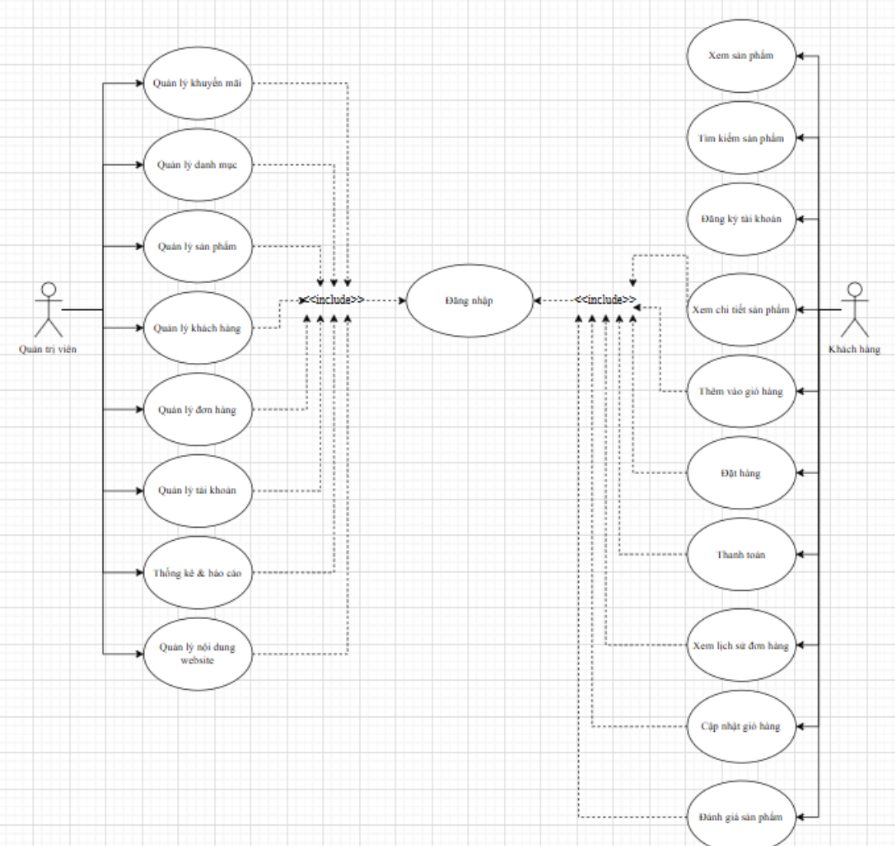 Quản lý khuyến mãi
Quản lý danh mục
Quản lý sản phẩm
Quản lý khách hàng
Quản lý đơn hàng
Quản lý tài khoản
Thống kê & báo cáo
Quản lý nội dung
website
Quản trị viên
<<include>>
Đăng nhập
<<include>>
Xem sản phẩm
Tìm kiếm sản phẩm
Đăng ký tài khoản
Xem chi tiết sản phẩm
Thêm vào giỏ hàng
Đặt hàng
Thanh toán
Xem lịch sử đơn hàng
Cập nhật giỏ hàng
Đánh giá sản phẩm
Khách hàng